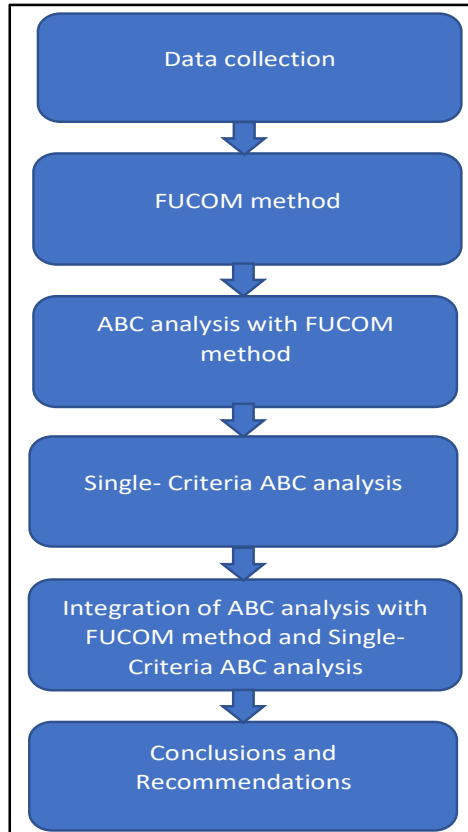 Data collection
FUCOM method
ABC analysis with FUCOM
method
Single- Criteria ABC analysis
Integration of ABC analysis with
FUCOM method and Single-
Criteria ABC analysis
Conclusions and
Recommendations